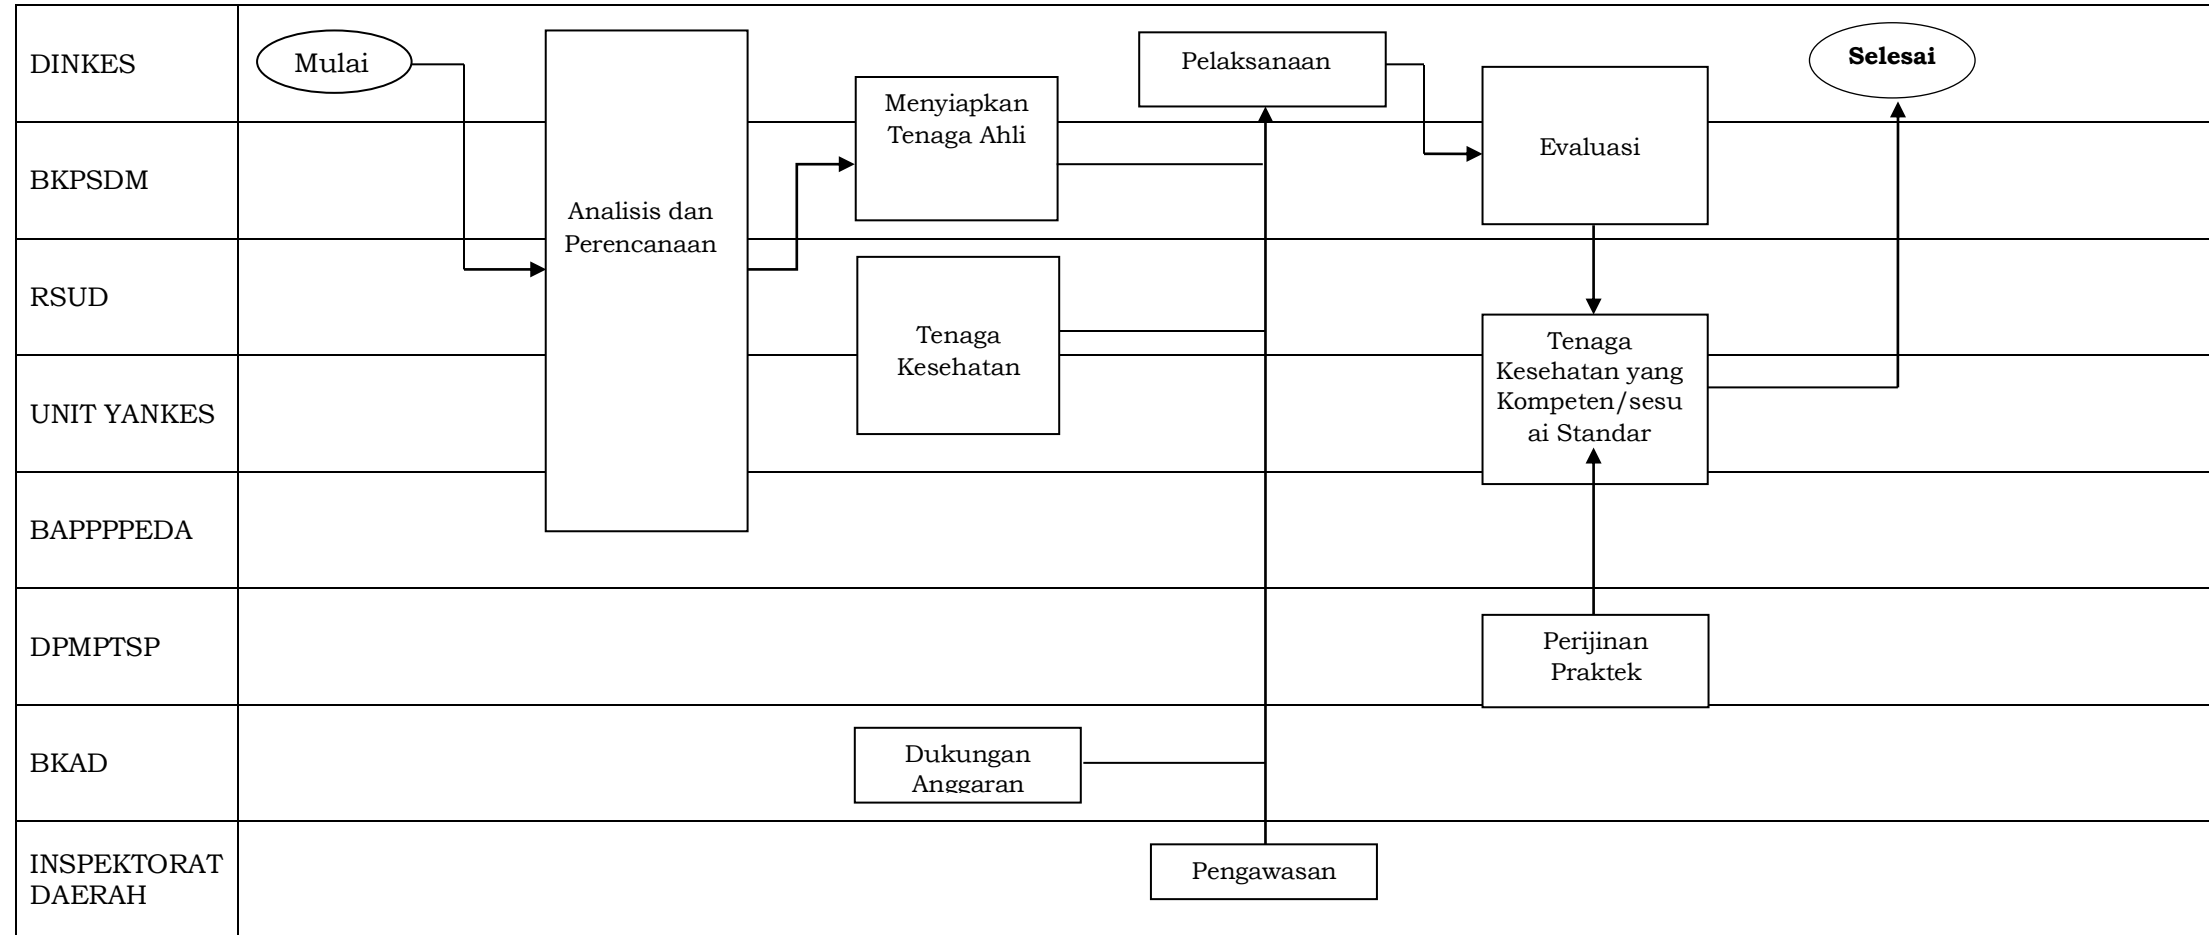 DINKES
Mulai
Pelaksanaan
Selesai
Menyiapkan
Tenaga Ahli
Evaluasi
BKPSDM
Analisis dan
Perencanaan
RSUD
Tenaga
Kesehatan
Tenaga
Kesehatan yang
Kompeten/sesu
ai Standar
UNIT YANKES
BAPPPPEDA
DPMPTSP
Perijinan
Praktek
BKAD
Dukungan
Anggaran
INSPEKTORAT
DAERAH
Pengawasan